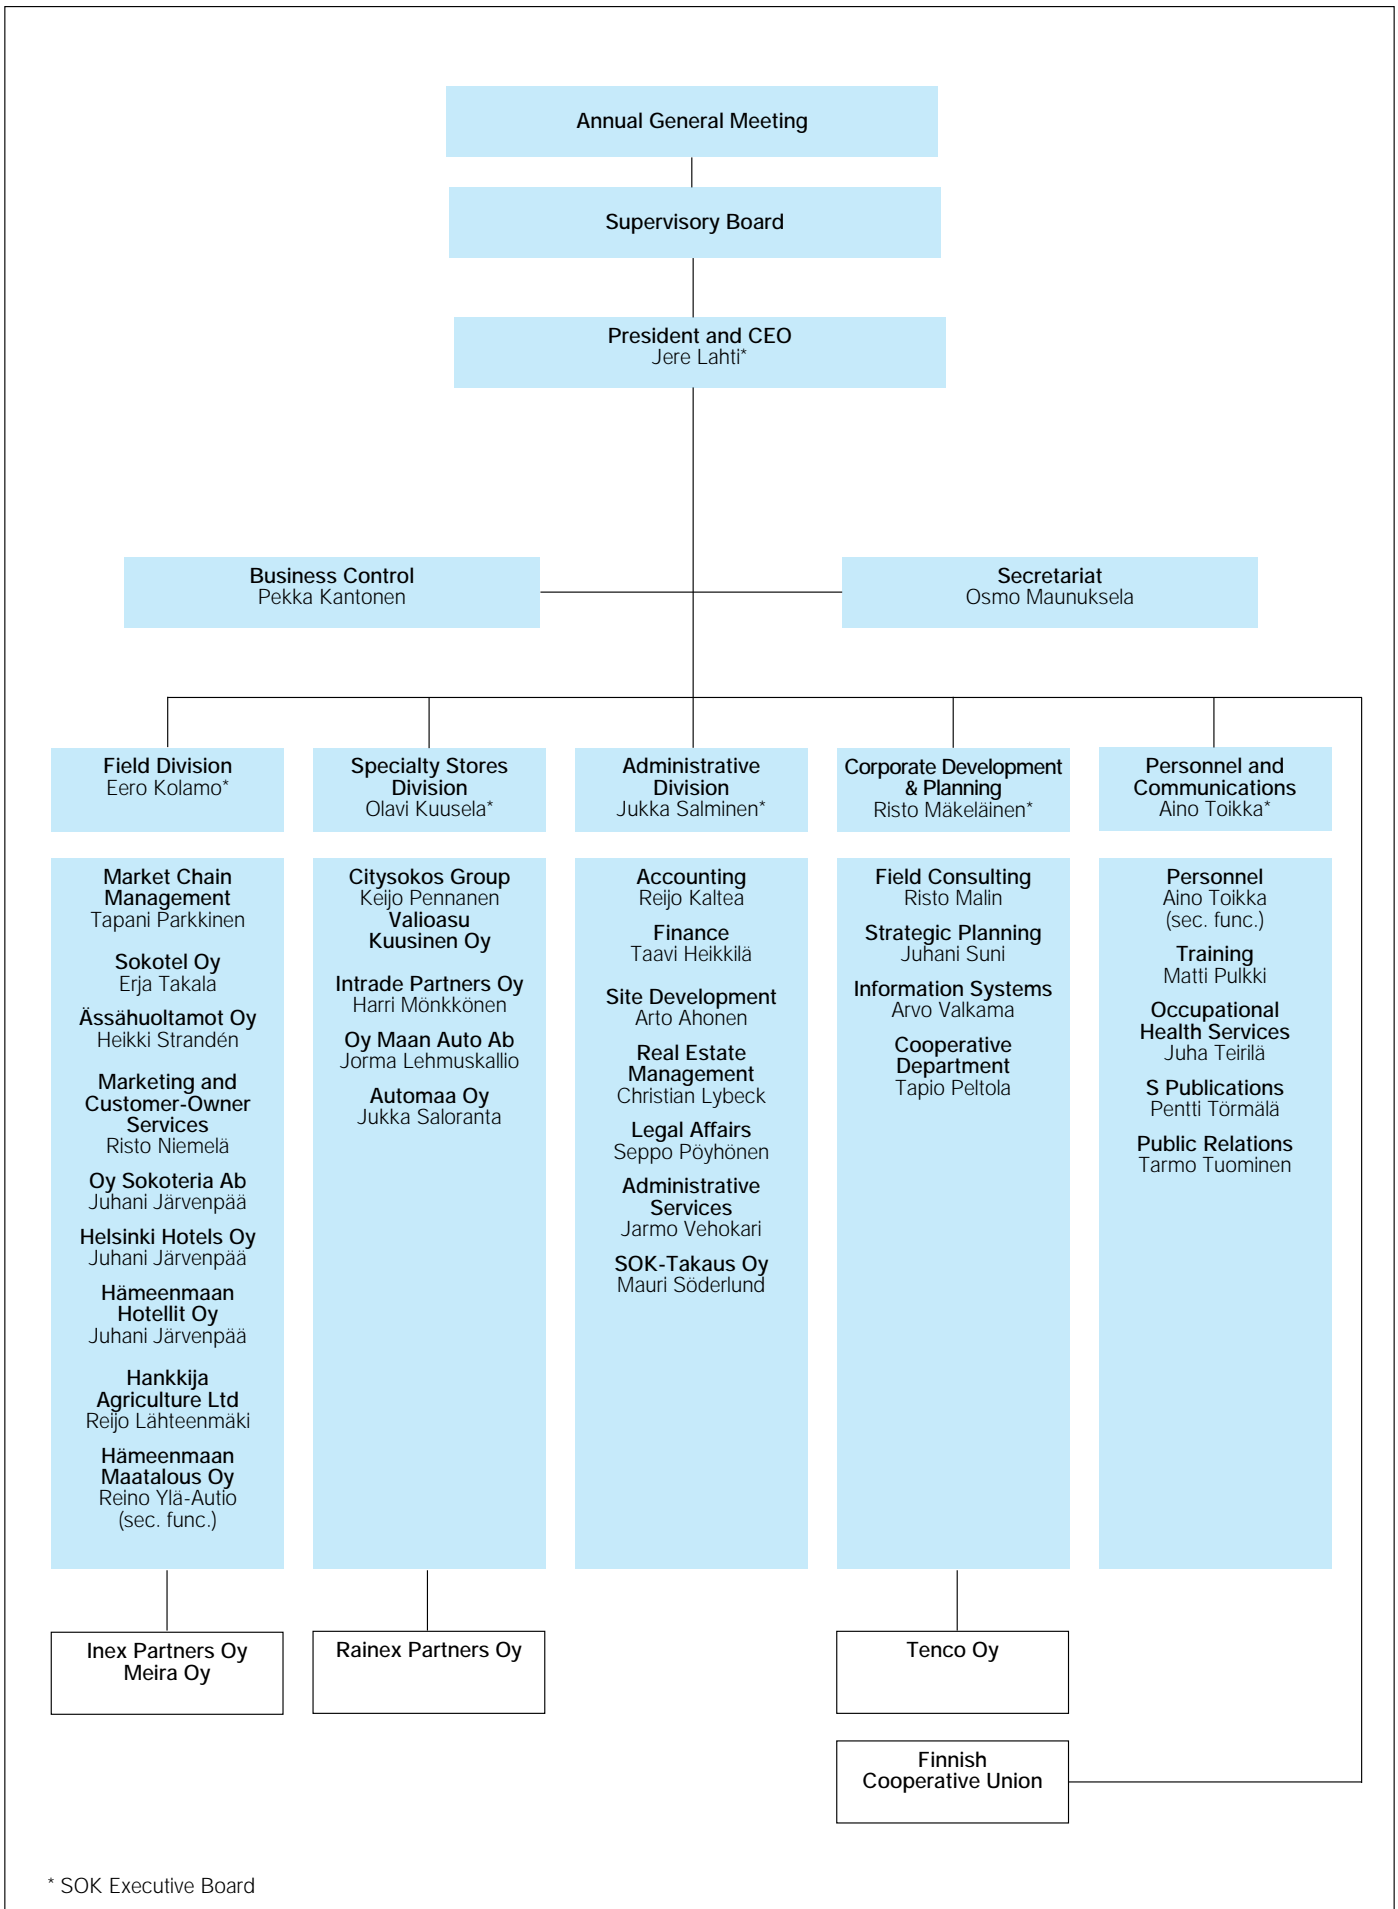 Annual General Meeting
Supervisory Board
President and CEO
Jere Lahti*
Business Control
Pekka Kantonen
Secretariat
Osmo Maunuksela
Field Division
Eero Kolamo*
Specialty Stores
Division
Olavi Kuusela*
Administrative
Division
Jukka Salminen*
Corporate Development
& Planning
Risto Mäkeläinen*
Personnel and
Communications
Aino Toikka*
Market Chain
Management
Tapani Parkkinen
Sokotel Oy
Erja Takala
Ässähuoltamot Oy
Heikki Strandén
Marketing and
Customer-Owner
Services
Risto Niemelä
Oy Sokoteria Ab
Juhani Järvenpää
Helsinki Hotels Oy
Juhani Järvenpää
Hämeenmaan
Hotellit Oy
Juhani Järvenpää
Hankkija
Agriculture Ltd
Reijo Lähteenmäki
Hämeenmaan
Maatalous Oy
Reino Ylä-Autio
(sec. func.)
Citysokos Group
Keijo Pennanen
Valioasu
Kuusinen Oy
Intrade Partners Oy
Harri Mönkkönen
Oy Maan Auto Ab
Jorma Lehmuskallio
Automaa Oy
Jukka Saloranta
Accounting
Reijo Kaltea
Finance
Taavi Heikkilä
Site Development
Arto Ahonen
Real Estate
Management
Christian Lybeck
Legal Affairs
Seppo Pöyhönen
Administrative
Services
Jarmo Vehokari
SOK-Takaus Oy
Mauri Söderlund
Field Consulting
Risto Malin
Strategic Planning
Juhani Suni
Information Systems
Arvo Valkama
Cooperative
Department
Tapio Peltola
Personnel
Aino Toikka
(sec. func.)
Training
Matti Pulkki
Occupational
Health Services
Juha Teirilä
S Publications
Pentti Törmälä
Public Relations
Tarmo Tuominen
Inex Partners Oy
Meira Oy
Rainex Partners Oy
Tenco Oy
Finnish
Cooperative Union
* SOK Executive Board